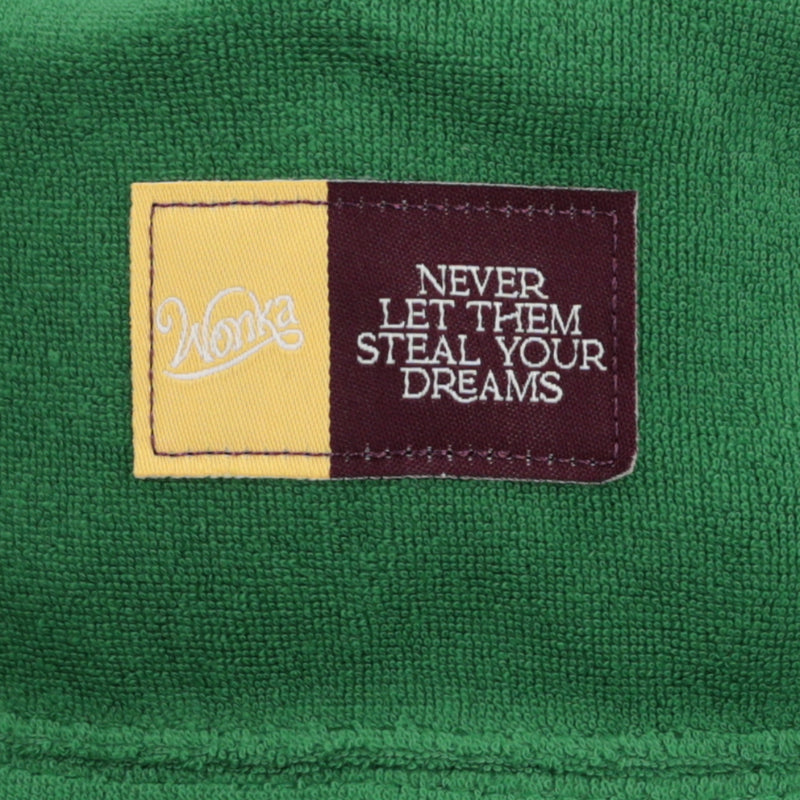 Wonka
NEVER
LET THEM
STEAL YOUR
DREAMS